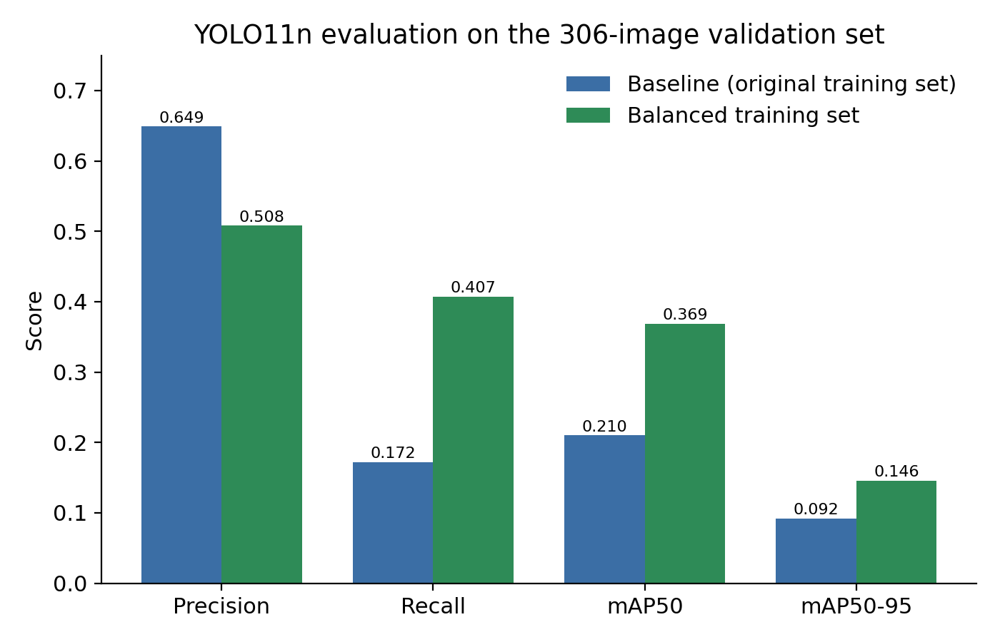 YOLO11n evaluation on the 306-image validation set
Baseline (original training set)
Balanced training set
Score
0.7
0.6
0.5
0.4
0.3
0.2
0.1
0.0
0.649
0.508
0.172
0.407
0.210
0.369
0.092
0.146
Precision
Recall
mAP50
mAP50-95